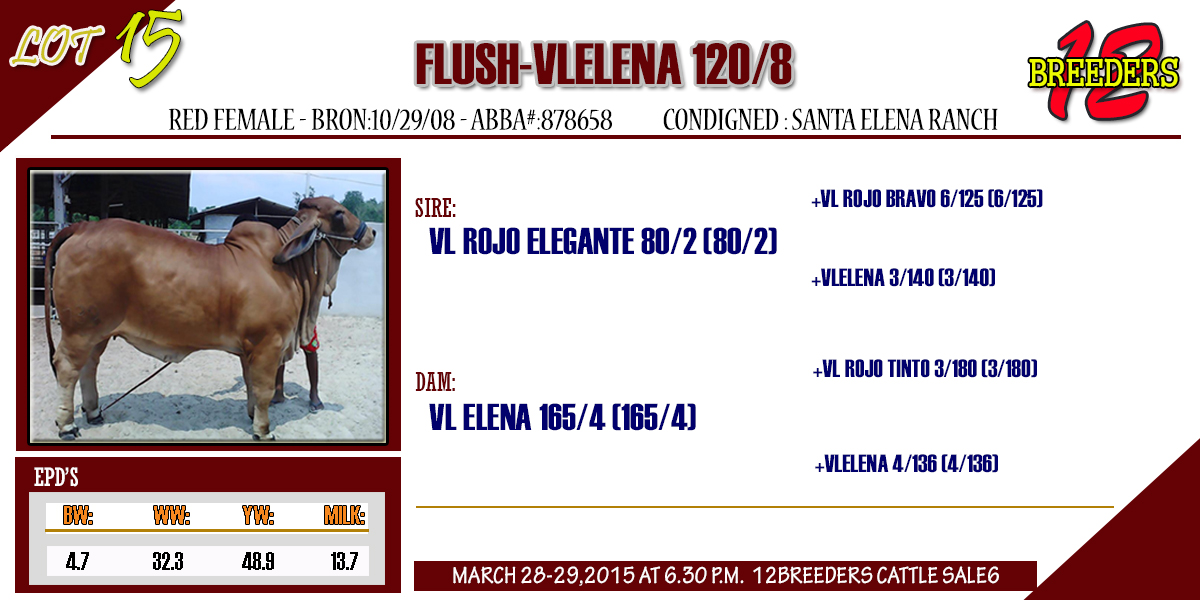 LOT 15
FLUSH-VLELENA 120/8
12
BREEDERS
RED FEMALE - BRON:10/29/08 - ABBA#:878658 CONDIGNED : SANTA ELENA RANCH
SIRE:
VL ROJO ELEGANTE 80/2 (80/2)
+VL ROJO BRAVO 6/125 (6/125)
+VLELENA 3/140 (3/140)
DAM:
VL ELENA 165/4 (165/4)
+VL ROJO TINTO 3/180 (3/180)
+VLELENA 4/136 (4/136)
EPD'S
BW: WW: YW: MILK:
4.7 32.3 48.9 13.7
MARCH 28-29,2015 AT 6.30 P.M. 12BREEDERS CATTLE SALE6